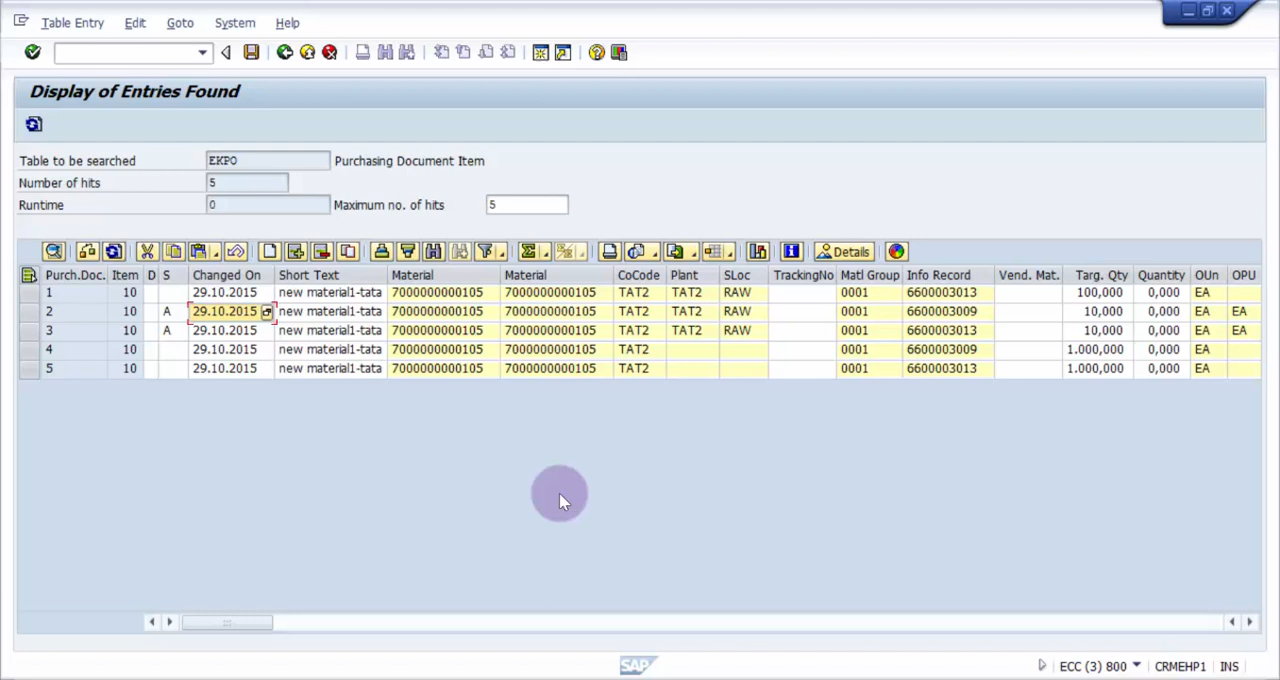 Table Entry Edit Goto System Help
Display of Entries Found
Table to be searched EKPO Purchasing Document Item
Number of hits 5
Runtime 0 Maximum no. of hits 5
Details
Purch.Doc. Item D S Changed On Short Text Material Material CoCode Plant SLoc TrackingNo Matl Group Info Record Vend. Mat. Targ. Qty Quantity OUn OPU
1 10 29.10.2015 new material1-tata 7000000000105 7000000000105 TAT2 TAT2 RAW 0001 6600003013 100,000 0,000 EA
2 10 A 29.10.2015 new material1-tata 7000000000105 7000000000105 TAT2 TAT2 RAW 0001 6600003009 10,000 0,000 EA EA
3 10 A 29.10.2015 new material1-tata 7000000000105 7000000000105 TAT2 TAT2 RAW 0001 6600003013 10,000 0,000 EA EA
4 10 29.10.2015 new material1-tata 7000000000105 7000000000105 TAT2 0001 6600003009 1.000,000 0,000 EA
5 10 29.10.2015 new material1-tata 7000000000105 7000000000105 TAT2 0001 6600003013 1.000,000 0,000 EA
SAP ECC (3) 800 CRMEHP1 INS